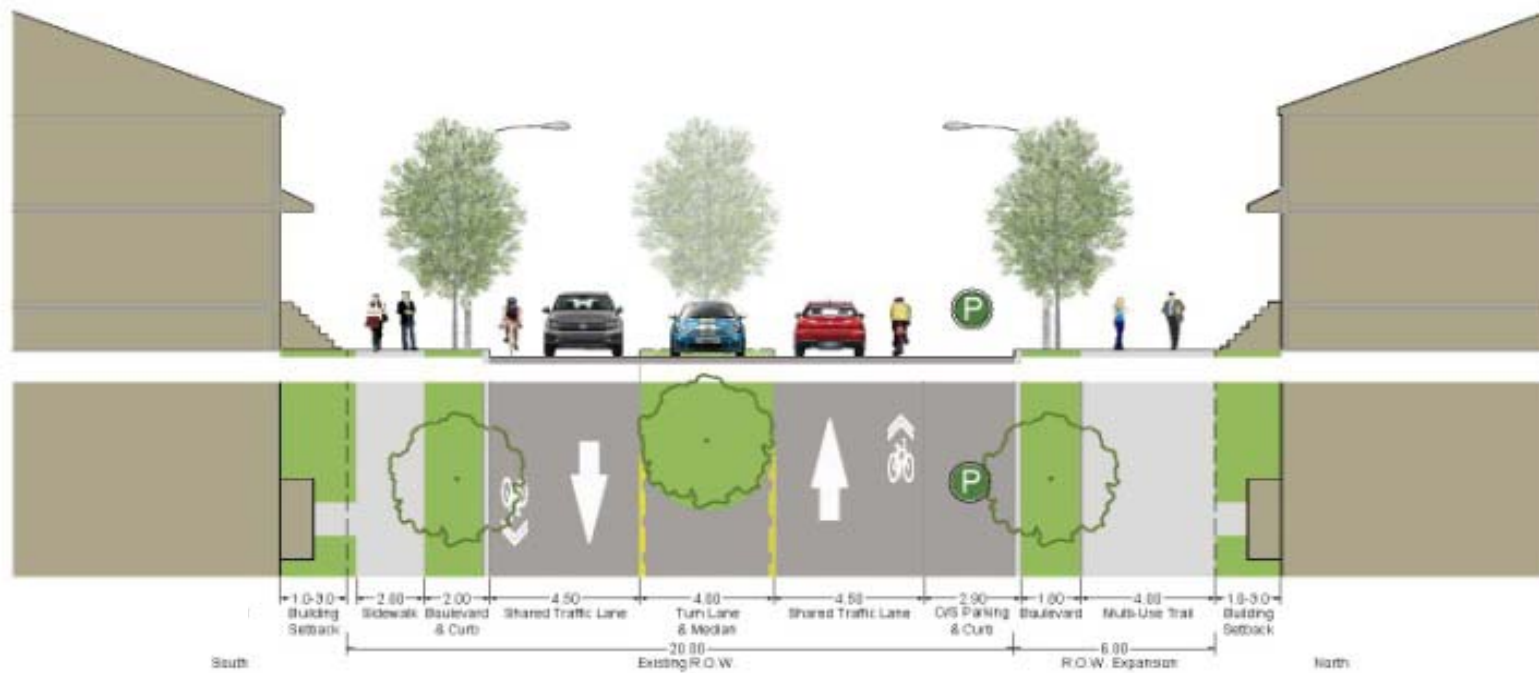 P
P
1.0-3.0 2.00 2.00 4.50 4.00 4.50 2.90 1.80 4.00 1.0-3.0
Building Setback
Sidewalk
Boulevard & Curb
Shared Traffic Lane
Turn Lane & Median
Shared Traffic Lane
Parking & Curb
Boulevard
Multi-Use Trail
Building Setback
20.00 6.00
South
Existing R.O.W.
R.O.W. Expansion
North